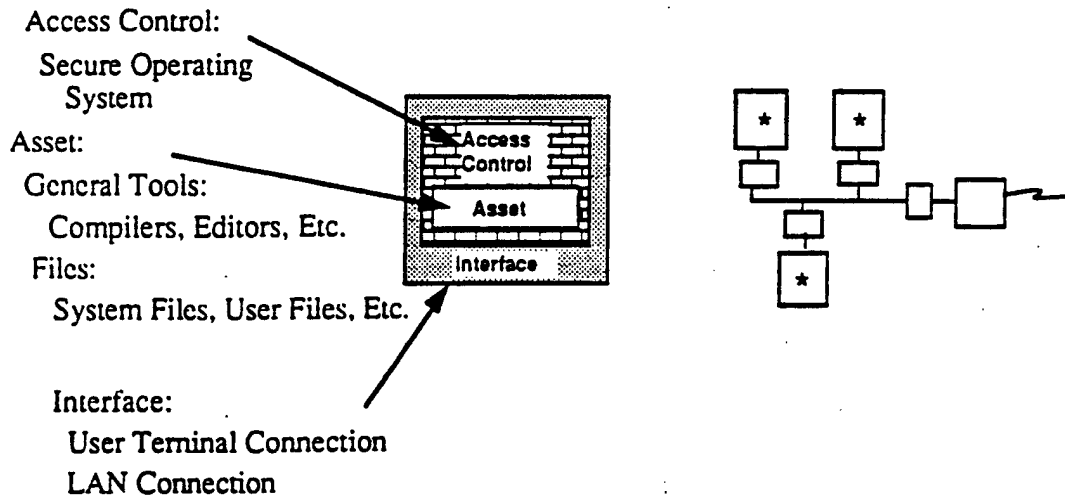 Access Control:
Secure Operating
System
Asset:
General Tools:
Compilers, Editors, Etc.
Files:
System Files, User Files, Etc.
Interface:
User Terninal Connection
LAN Connection
Access
Control
Asset
Interface
*
*
*